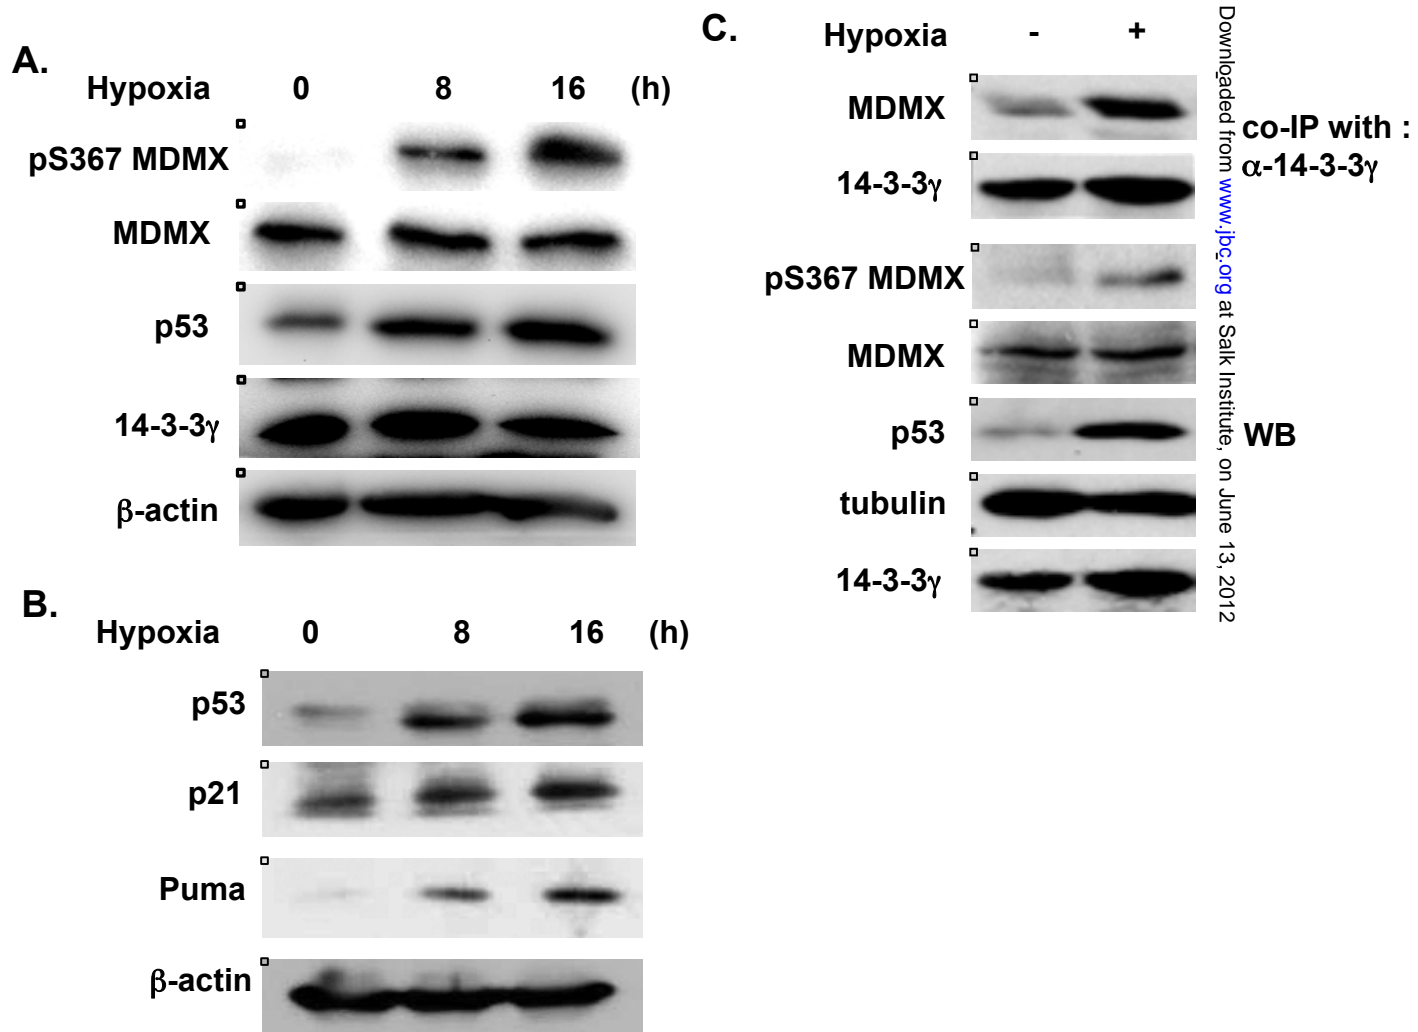 A.
Hypoxia 0 8 16 (h)
pS367 MDMX
MDMX
p53
14-3-3γ
β-actin
B.
Hypoxia 0 8 16 (h)
p53
p21
Puma
β-actin
C.
Hypoxia - +
MDMX
14-3-3γ
co-IP with :
α-14-3-3γ
pS367 MDMX
MDMX
p53
WB
tubulin
14-3-3γ
Downloaded from www.jbc.org at Salk Institute, on June 13, 2012